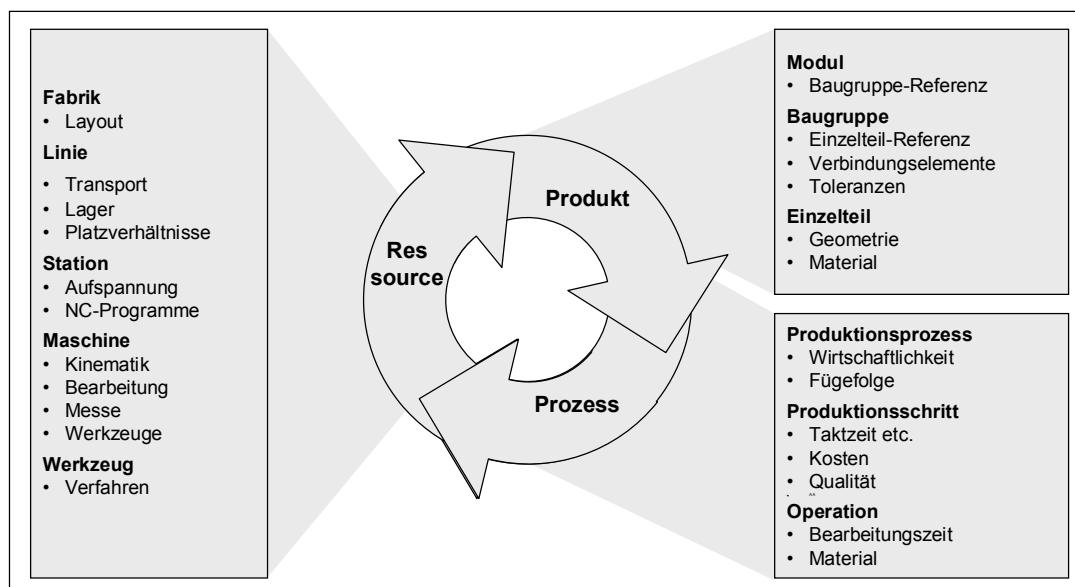 Fabrik
• Layout
Linie
• Transport
• Lager
• Platzverhältnisse
Station
• Aufspannung
• NC-Programme
Maschine
• Kinematik
• Bearbeitung
• Messe
• Werkzeuge
Werkzeug
• Verfahren
Produkt
Res
source
Prozess
Modul
• Baugruppe-Referenz
Baugruppe
• Einzelteil-Referenz
• Verbindungselemente
• Toleranzen
Einzelteil
• Geometrie
• Material
Produktionsprozess
• Wirtschaftlichkeit
• Fügefolge
Produktionsschritt
• Taktzeit etc.
• Kosten
• Qualität
Operation
• Bearbeitungszeit
• Material